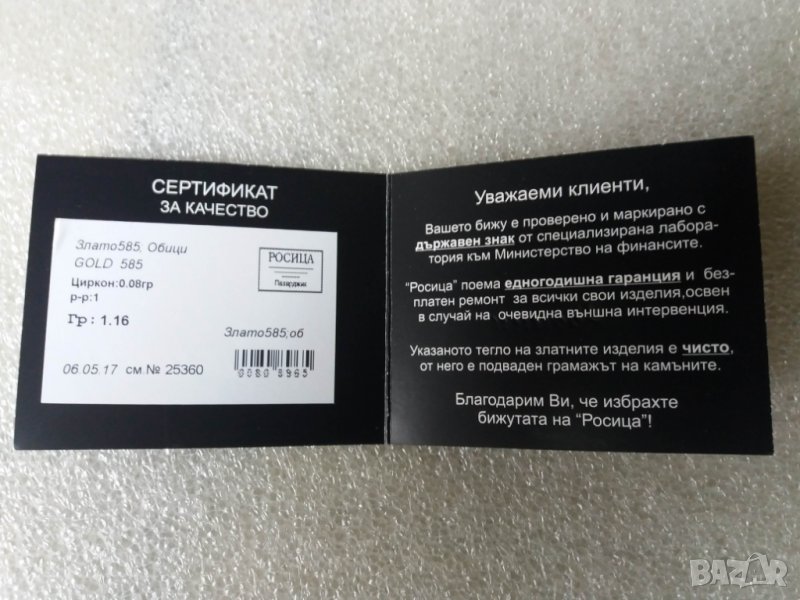 СЕРТИФИКАТ
ЗА КАЧЕСТВО
Злато585, Обици
GOLD 585
Циркон:0.08гр
р-р:1
Гр: 1.16
РОСИЦА
Пазарджик
Злато585,об
06.05.17 см.№ 25360
Уважаеми клиенти,
Вашето бижу е проверено и маркирано с
държавен знак от специализирана лабора-
тория към Министерство на финансите.
"Росица" поема едногодишна гаранция и без-
платен ремонт за всички свои изделия,освен
в случай на очевидна външна интервенция.
Указаното тегло на златните изделия е чисто,
от него е подваден грамажът на камъните.
Благодарим Ви, че избрахте
бижутата на "Росица"!
BAZAR